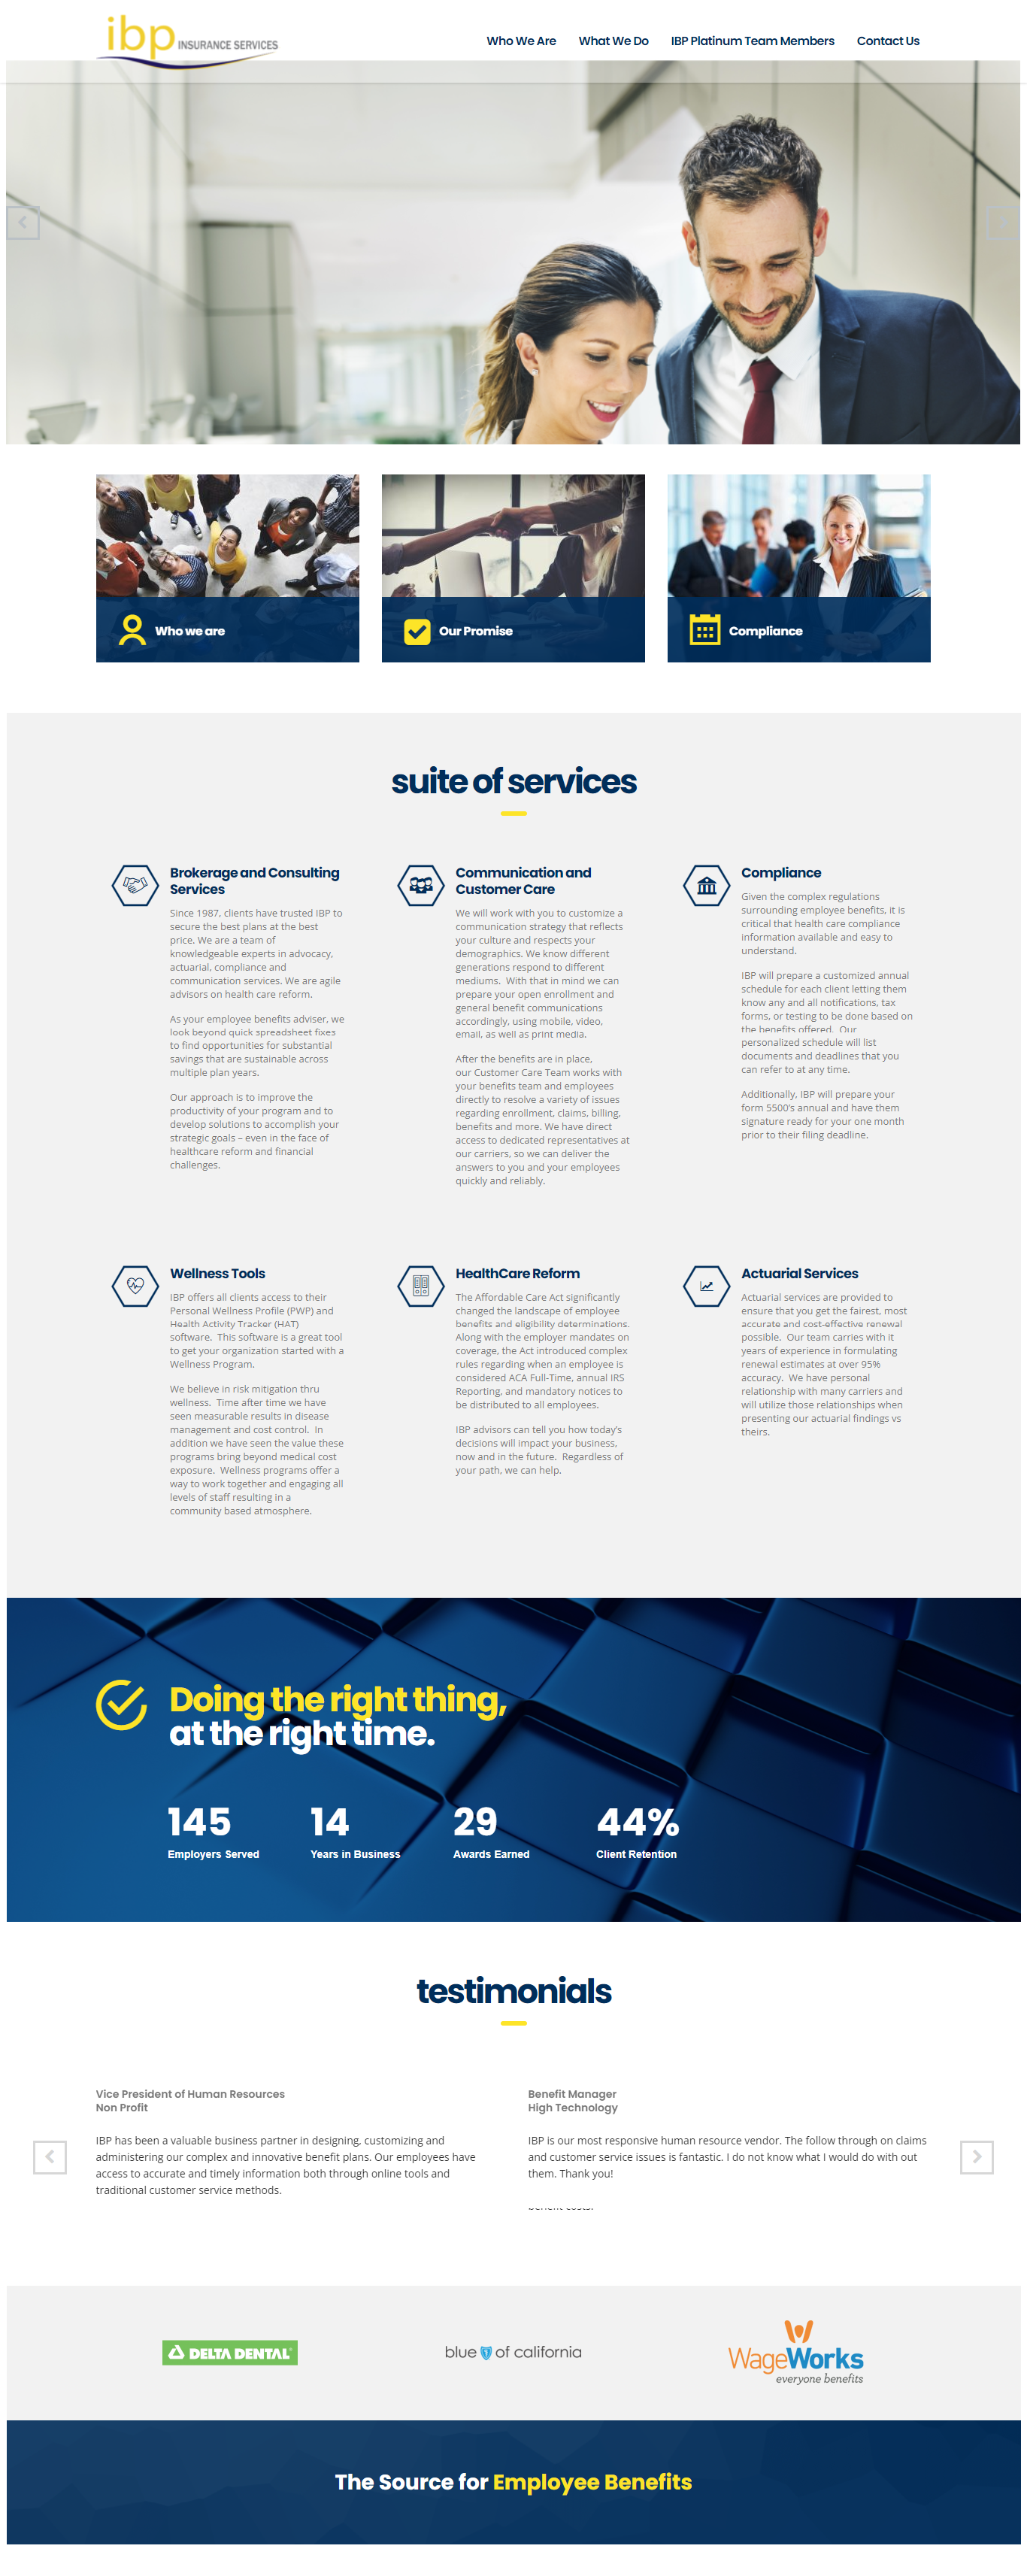 ibp INSURANCE SERVICES
Who We Are
What We Do
IBP Platinum Team Members
Contact Us
Who we are
Our Promise
Compliance
suite of services
Brokerage and Consulting
Services
Since 1987, clients have trusted IBP to
secure the best plans at the best
price. We are a team of
knowledgeable experts in advocacy,
actuarial, compliance and
communication services. We are agile
advisors on health care reform.
As your employee benefits adviser, we
look beyond quick spreadsheet fixes
to find opportunities for substantial
savings that are sustainable across
multiple plan years.
Our approach is to improve the
productivity of your program and to
develop solutions to accomplish your
strategic goals – even in the face of
healthcare reform and financial
challenges.
Communication and
Customer Care
We will work with you to customize a
communication strategy that reflects
your culture and respects your
demographics. We know different
generations respond to different
mediums.  With that in mind we can
prepare your open enrollment and
general benefit communications
accordingly, using mobile, video,
email, as well as print media.
After the benefits are in place,
our Customer Care Team works with
your benefits team and employees
directly to resolve a variety of issues
regarding enrollment, claims, billing,
benefits and more. We have direct
access to dedicated representatives at
our carriers, so we can deliver the
answers to you and your employees
quickly and reliably.
Compliance
Given the complex regulations
surrounding employee benefits, it is
critical that health care compliance
information available and easy to
understand.
IBP will prepare a customized annual
schedule for each client letting them
know any and all notifications, tax
forms, or testing to be done based on
the benefits offered.  Our
personalized schedule will list
documents and deadlines that you
can refer to at any time.
Additionally, IBP will prepare your
form 5500's annual and have them
signature ready for your one month
prior to their filing deadline.
Wellness Tools
IBP offers all clients access to their
Personal Wellness Profile (PWP) and
Health Activity Tracker (HAT)
software.  This software is a great tool
to get your organization started with a
Wellness Program.
We believe in risk mitigation thru
wellness.  Time after time we have
seen measurable results in disease
management and cost control.  In
addition we have seen the value these
programs bring beyond medical cost
exposure.  Wellness programs offer a
way to work together and engaging all
levels of staff resulting in a
community based atmosphere.
HealthCare Reform
The Affordable Care Act significantly
changed the landscape of employee
benefits and eligibility determinations.
Along with the employer mandates on
coverage, the Act introduced complex
rules regarding when an employee is
considered ACA Full-Time, annual IRS
Reporting, and mandatory notices to
be distributed to all employees.
IBP advisors can tell you how today's
decisions will impact your business,
now and in the future.  Regardless of
your path, we can help.
Actuarial Services
Actuarial services are provided to
ensure that you get the fairest, most
accurate and cost-effective renewal
possible.  Our team carries with it
years of experience in formulating
renewal estimates at over 95%
accuracy.  We have personal
relationship with many carriers and
will utilize those relationships when
presenting our actuarial findings vs
theirs.
Doing the right thing,
at the right time.
145
Employers Served
14
Years in Business
29
Awards Earned
44%
Client Retention
testimonials
Vice President of Human Resources
Non Profit
IBP has been a valuable business partner in designing, customizing and
administering our complex and innovative benefit plans. Our employees have
access to accurate and timely information both through online tools and
traditional customer service methods.
Benefit Manager
High Technology
IBP is our most responsive human resource vendor. The follow through on claims
and customer service issues is fantastic. I do not know what I would do with out
them. Thank you!
DELTA DENTAL
blue of california
WageWorks
everyone benefits
The Source for Employee Benefits